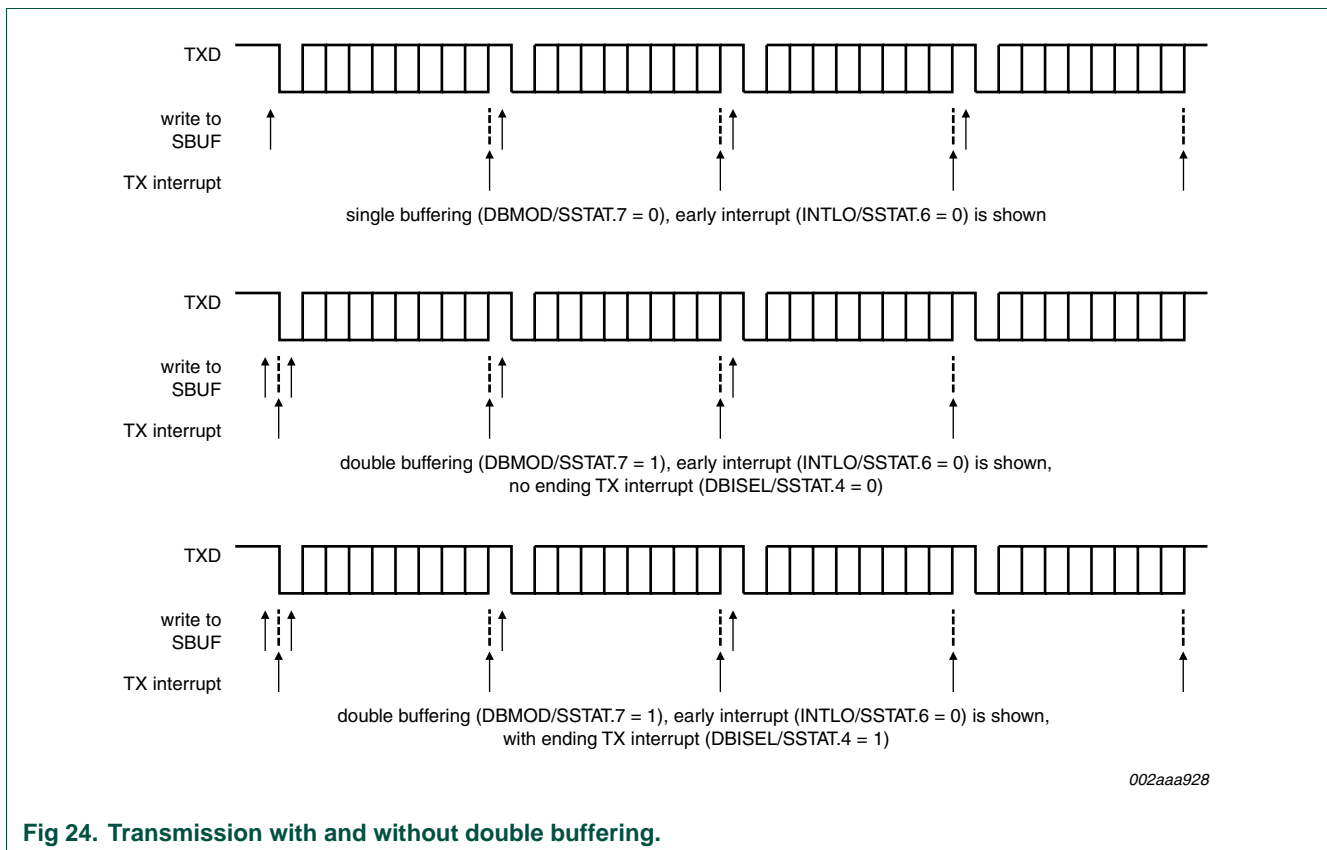 TXD
write to
SBUF
TX interrupt
single buffering (DBMOD/SSTAT.7 = 0), early interrupt (INTLO/SSTAT.6 = 0) is shown
TXD
write to
SBUF
TX interrupt
double buffering (DBMOD/SSTAT.7 = 1), early interrupt (INTLO/SSTAT.6 = 0) is shown,
no ending TX interrupt (DBISEL/SSTAT.4 = 0)
TXD
write to
SBUF
TX interrupt
double buffering (DBMOD/SSTAT.7 = 1), early interrupt (INTLO/SSTAT.6 = 0) is shown,
with ending TX interrupt (DBISEL/SSTAT.4 = 1)
002aaa928
Fig 24. Transmission with and without double buffering.